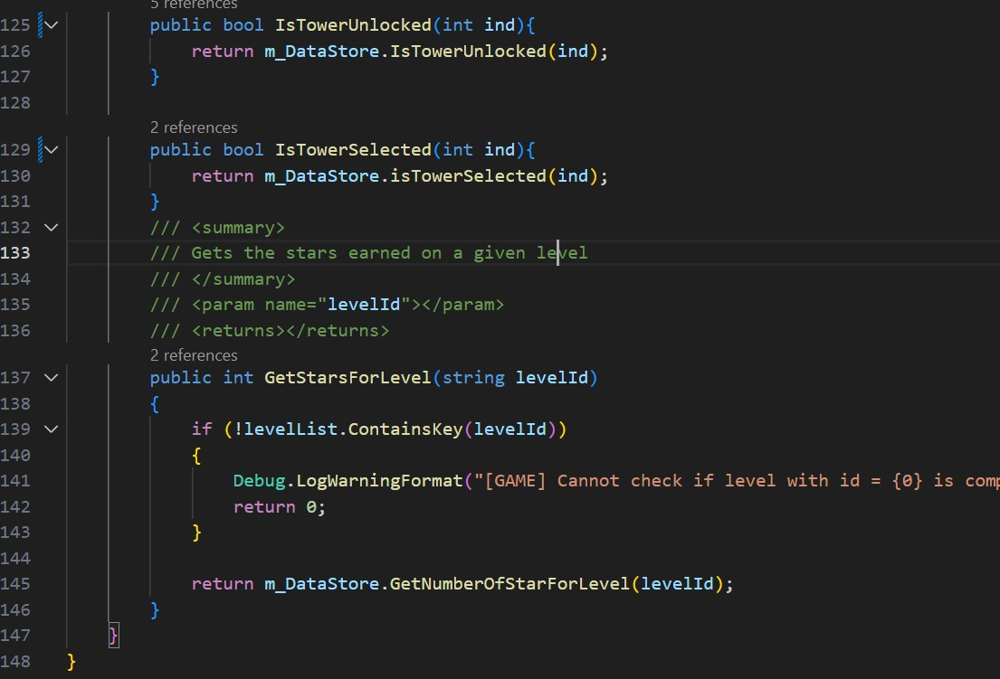 5 references
125 public bool IsTowerUnlocked(int ind){
126 return m_DataStore.IsTowerUnlocked(ind);
127 }
128
2 references
129 public bool IsTowerSelected(int ind){
130 return m_DataStore.isTowerSelected(ind);
131 }
132 /// <summary>
133 /// Gets the stars earned on a given level
134 /// </summary>
135 /// <param name="levelId"></param>
136 /// <returns></returns>
2 references
137 public int GetStarsForLevel(string levelId)
138 {
139 if (!levelList.ContainsKey(levelId))
140 {
141 Debug.LogWarningFormat("[GAME] Cannot check if level with id = {0} is comp
142 return 0;
143 }
144
145 return m_DataStore.GetNumberOfStarForLevel(levelId);
146 }
147 }
148 }